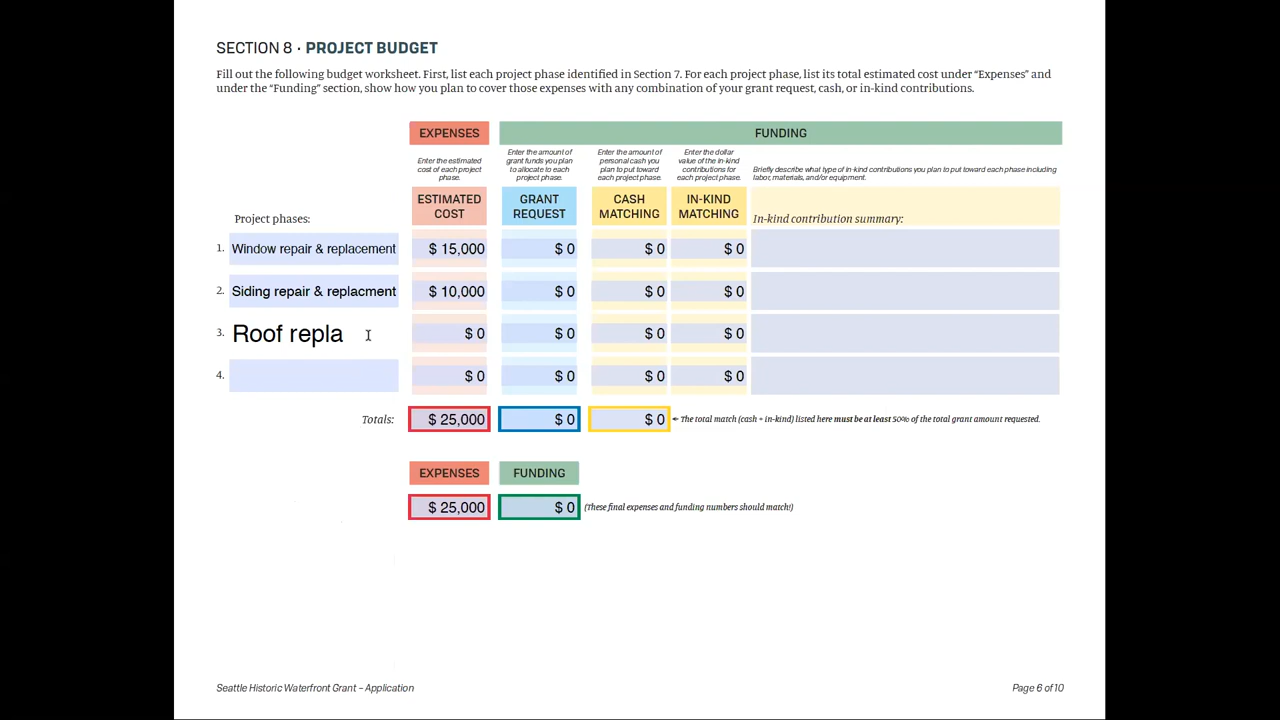 SECTION 8 · PROJECT BUDGET
Fill out the following budget worksheet. First, list each project phase identified in Section 7. For each project phase, list its total estimated cost under “Expenses” and
under the “Funding” section, show how you plan to cover those expenses with any combination of your grant request, cash, or in-kind contributions.
EXPENSES FUNDING
Enter the estimated cost of each project phase.
Enter the amount of grant funds you plan to allocate to each project phase.
Enter the amount of personal cash you plan to put toward each project phase.
Enter the dollar value of the in-kind contributions for each project phase.
Briefly describe what type of in-kind contributions you plan to put toward each phase including
labor, materials, and/or equipment.
Project phases:
ESTIMATED COST
GRANT REQUEST
CASH MATCHING
IN-KIND MATCHING
In-kind contribution summary:
1. Window repair & replacement $ 15,000 $ 0 $ 0 $ 0
2. Siding repair & replacment $ 10,000 $ 0 $ 0 $ 0
3. Roof repla $ 0 $ 0 $ 0 $ 0
4. $ 0 $ 0 $ 0 $ 0
Totals: $ 25,000 $ 0 $ 0 ← The total match (cash + in-kind) listed here must be at least 50% of the total grant amount requested.
EXPENSES FUNDING
$ 25,000 $ 0 (These final expenses and funding numbers should match!)
Seattle Historic Waterfront Grant – Application Page 6 of 10